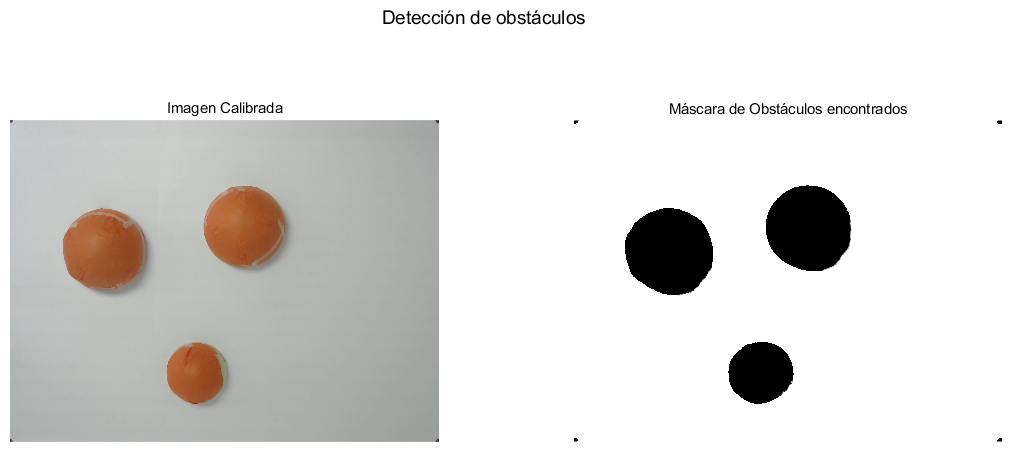 Detección de obstáculos
Imagen Calibrada
Máscara de Obstáculos encontrados